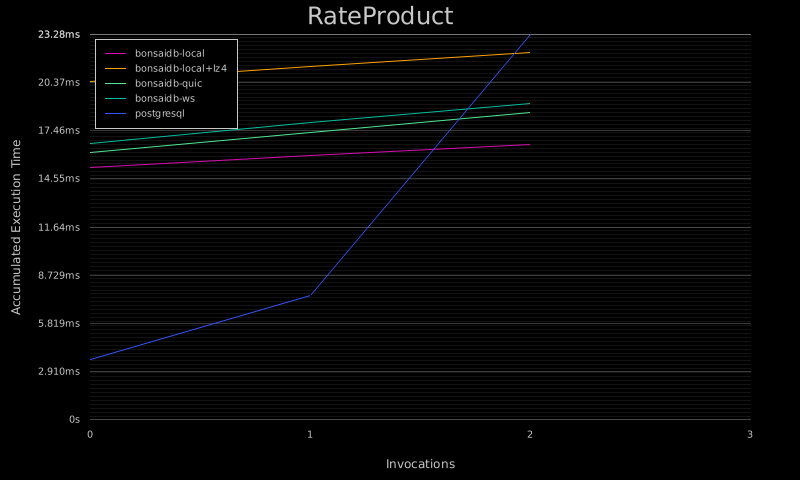 RateProduct
23.28ms
20.37ms
17.46ms
14.55ms
11.64ms
8.729ms
5.819ms
2.910ms
0s
bonsaidb-local
bonsaidb-local+lz4
bonsaidb-quic
bonsaidb-ws
postgresql
Accumulated Execution Time
0 1 2 3
Invocations